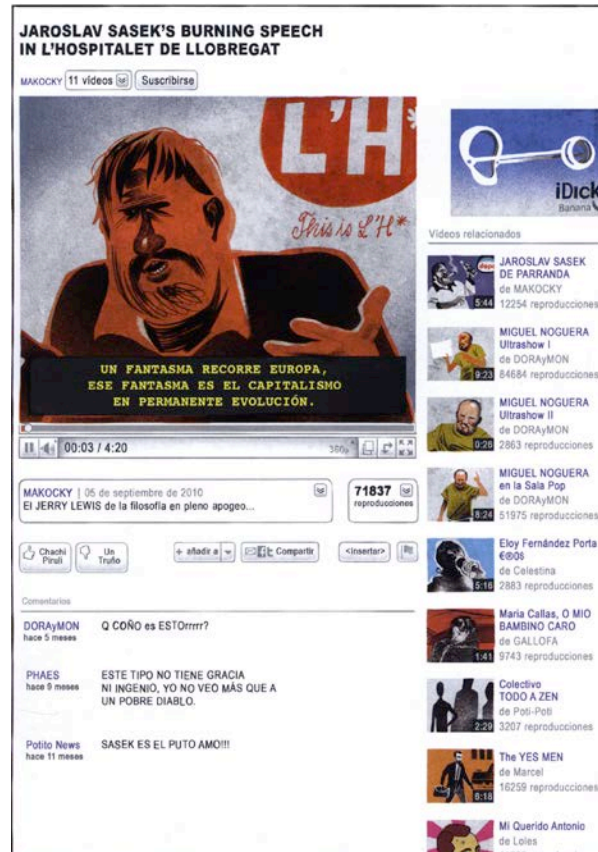 JAROSLAV SASEK'S BURNING SPEECH
IN L'HOSPITALET DE LLOBREGAT
MAKOCKY 11 vídeos Suscribirse
L'H*
This is L'H*
UN FANTASMA RECORRE EUROPA,
ESE FANTASMA ES EL CAPITALISMO
EN PERMANENTE EVOLUCIÓN.
00:03 / 4:20 360p
MAKOCKY | 05 de septiembre de 2010
El JERRY LEWIS de la filosofía en pleno apogeo...
71837
reproducciones
Chachi
Piruli
Un
Truño
+ añadir a
Compartir
<Insertar>
Comentarios
DORAyMON
hace 5 meses
Q COÑO es ESTOrrrrr?
PHAES
hace 9 meses
ESTE TIPO NO TIENE GRACIA
NI INGENIO, YO NO VEO MÁS QUE A
UN POBRE DIABLO.
Potito News
hace 11 meses
SASEK ES EL PUTO AMO!!!
iDick
Banana
Vídeos relacionados
JAROSLAV SASEK
DE PARRANDA
de MAKOCKY
5:44 12254 reproducciones
MIGUEL NOGUERA
Ultrashow I
de DORAyMON
9:23 84684 reproducciones
MIGUEL NOGUERA
Ultrashow II
de DORAyMON
0:28 2863 reproducciones
MIGUEL NOGUERA
en la Sala Pop
de DORAyMON
8:24 51975 reproducciones
Eloy Fernández Porta
€®0$
de Celestina
5:16 2883 reproducciones
Maria Callas, O MIO
BAMBINO CARO
de GALLOFA
1:41 9743 reproducciones
Colectivo
TODO A ZEN
de Poti-Poti
2:29 3207 reproducciones
The YES MEN
de Marcel
8:18 16259 reproducciones
Mi Querido Antonio
de Loles